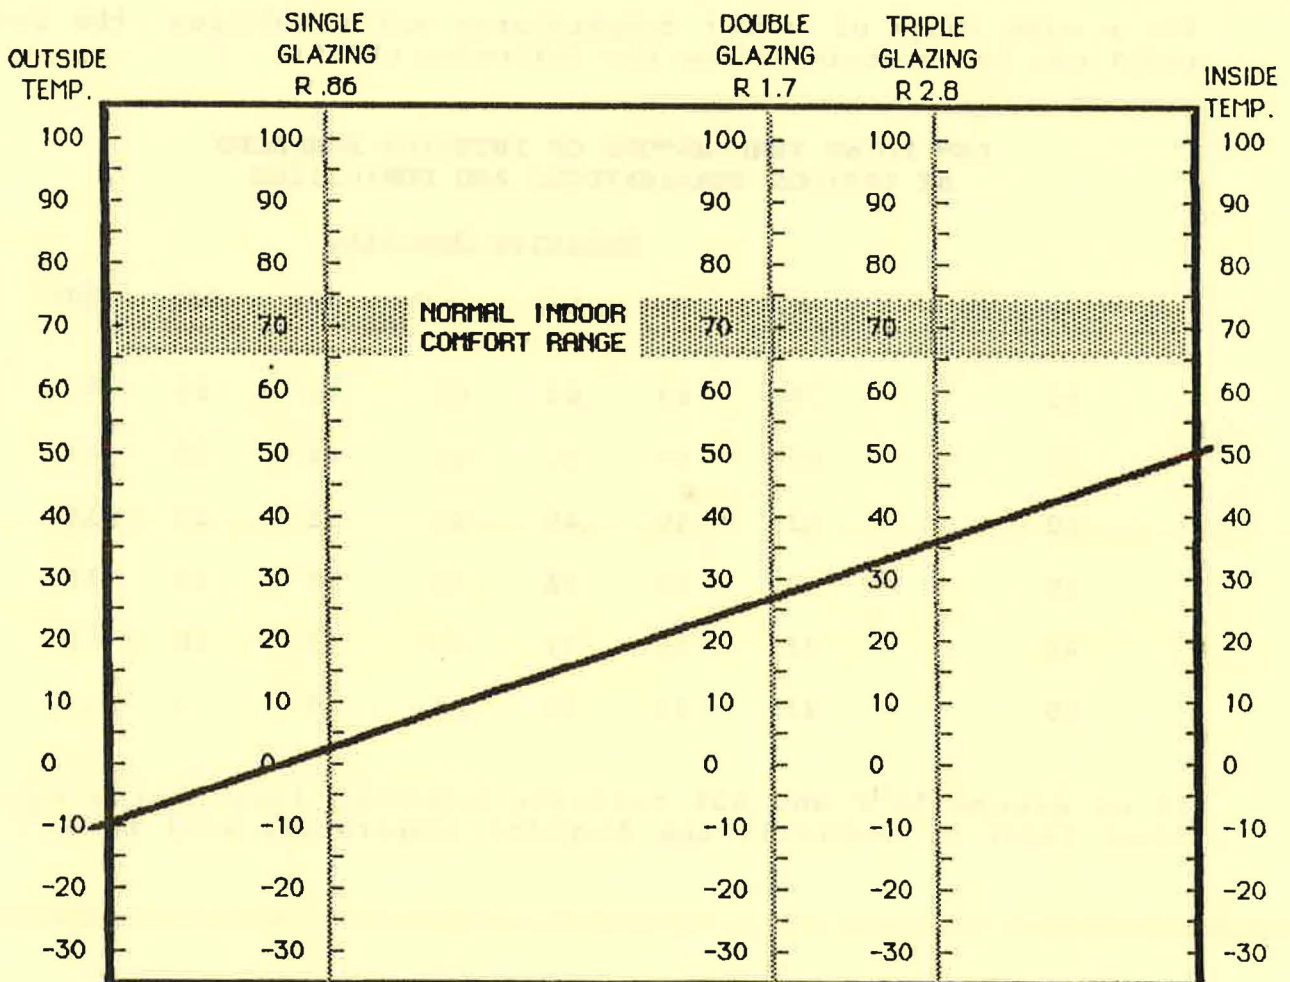 SINGLE GLAZING R .86
DOUBLE GLAZING R 1.7
TRIPLE GLAZING R 2.8
OUTSIDE TEMP.
INSIDE TEMP.
100 100 100 100 100
90 90 90 90 90
80 80 80 80 80
NORMAL INDOOR
70 70 70 70 70
COMFORT RANGE
60 60 60 60 60
50 50 50 50 50
40 40 40 40 40
30 30 30 30 30
20 20 20 20 20
10 10 10 10 10
0 0 0 0 0
-10 -10 -10 -10 -10
-20 -20 -20 -20 -20
-30 -30 -30 -30 -30